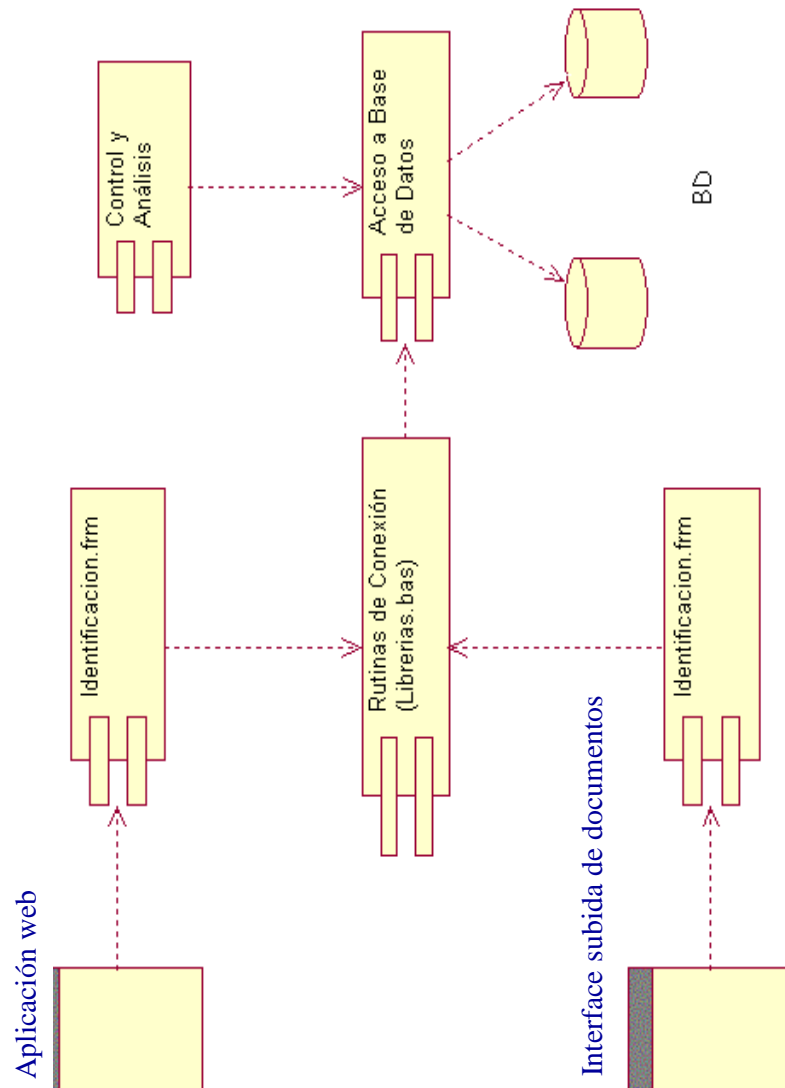 Aplicación web
Identificacion.frm
Control y
Análisis
Rutinas de Conexión
(Librerias.bas)
Acceso a Base
de Datos
Interface subida de documentos
Identificacion.frm
BD